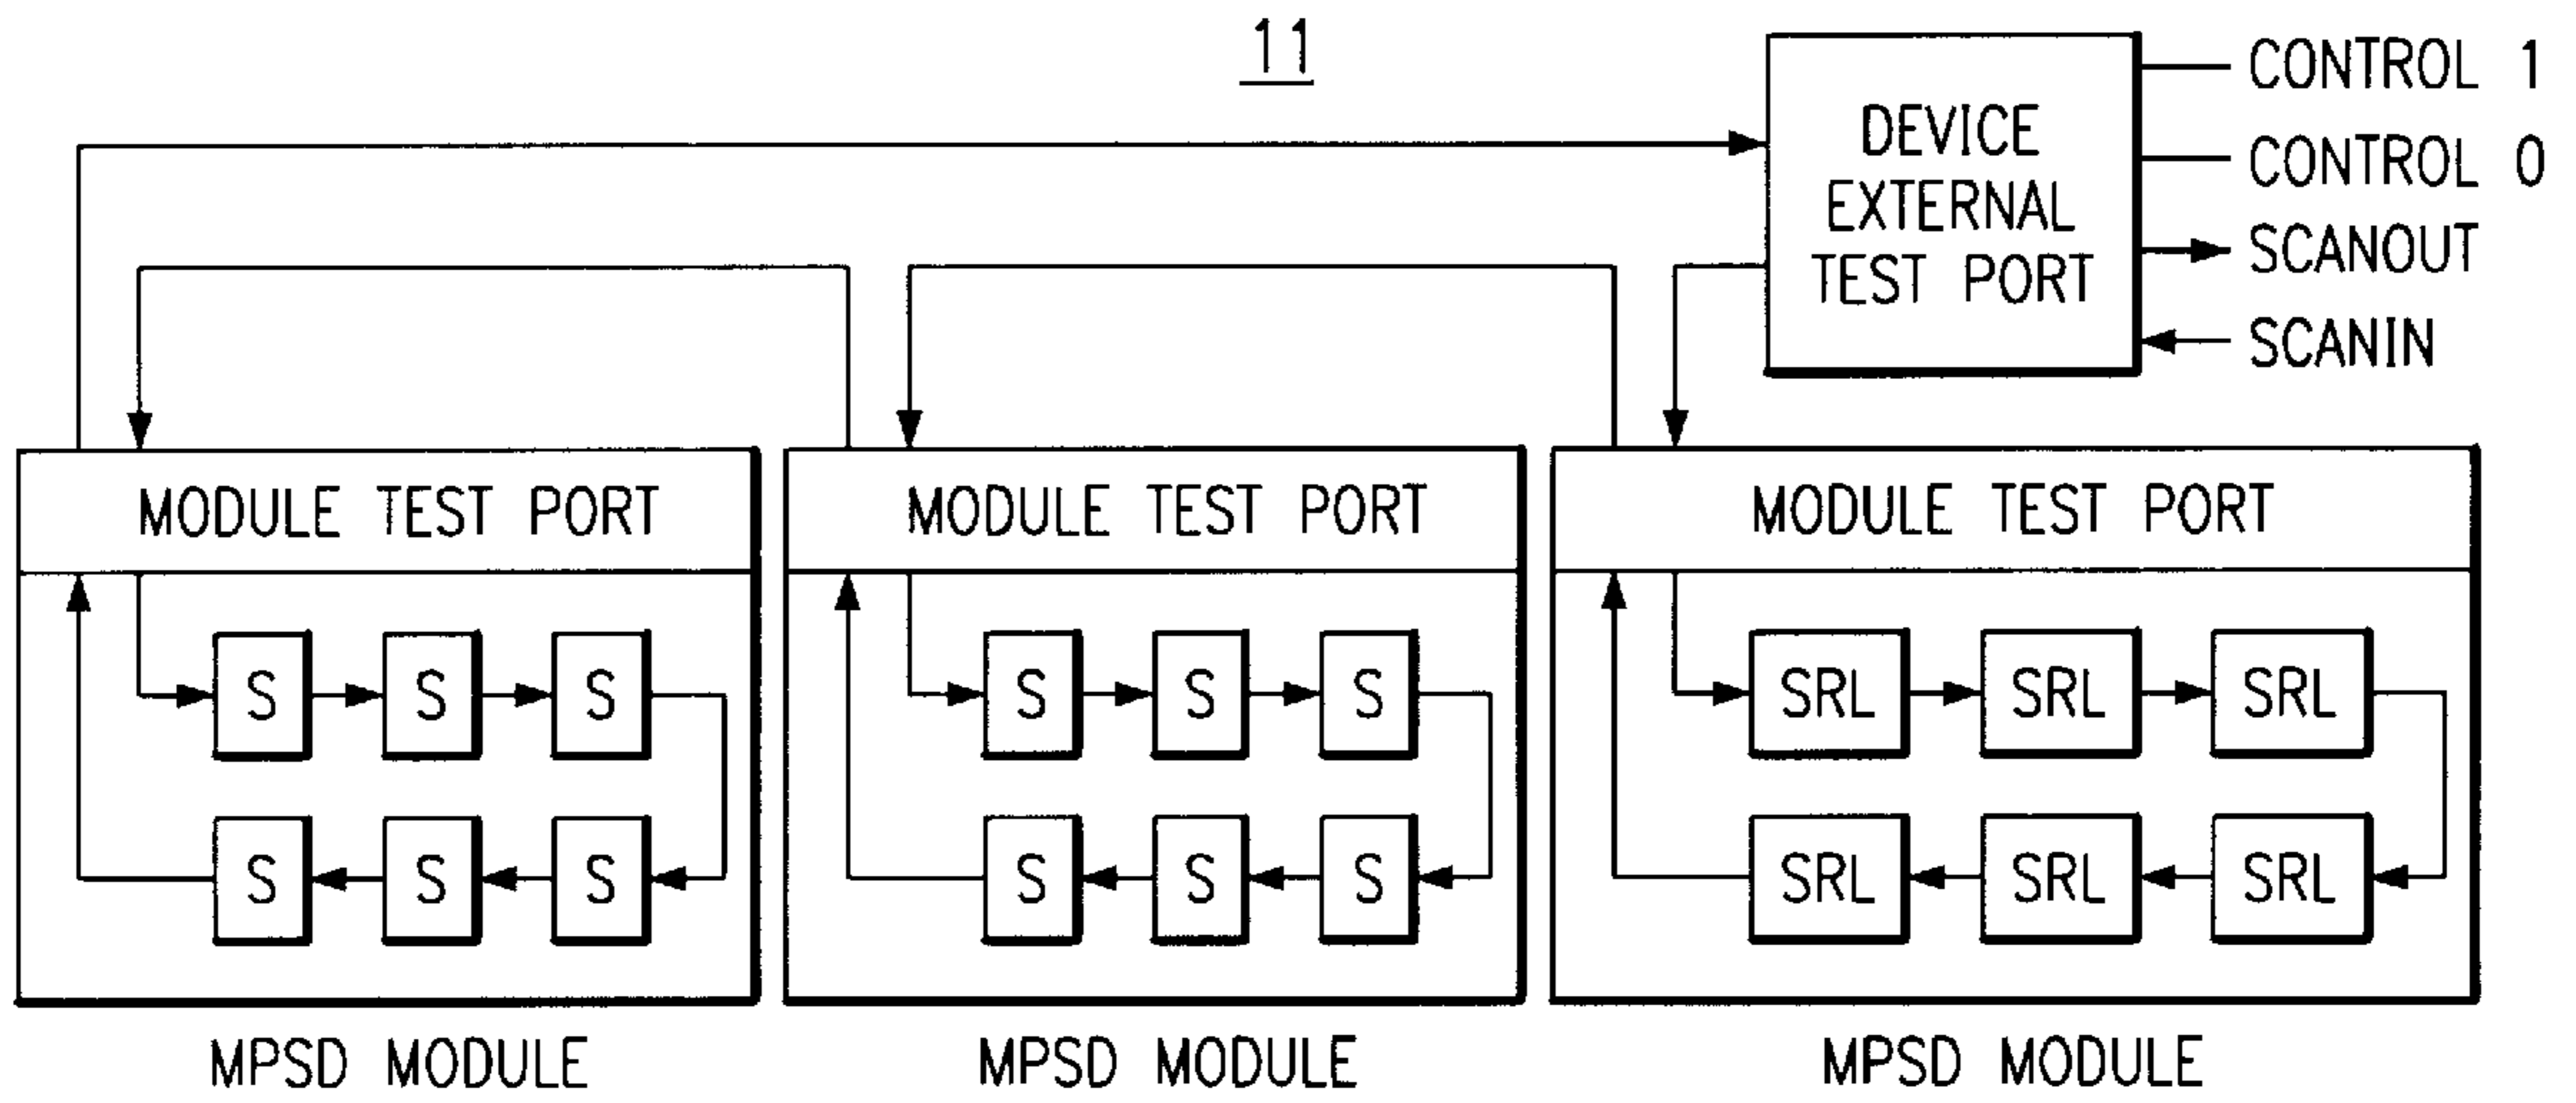 11
DEVICE
EXTERNAL
TEST PORT
CONTROL 1
CONTROL 0
SCANOUT
SCANIN
MODULE TEST PORT
S S S
S S S
MPSD MODULE
MODULE TEST PORT
S S S
S S S
MPSD MODULE
MODULE TEST PORT
SRL SRL SRL
SRL SRL SRL
MPSD MODULE